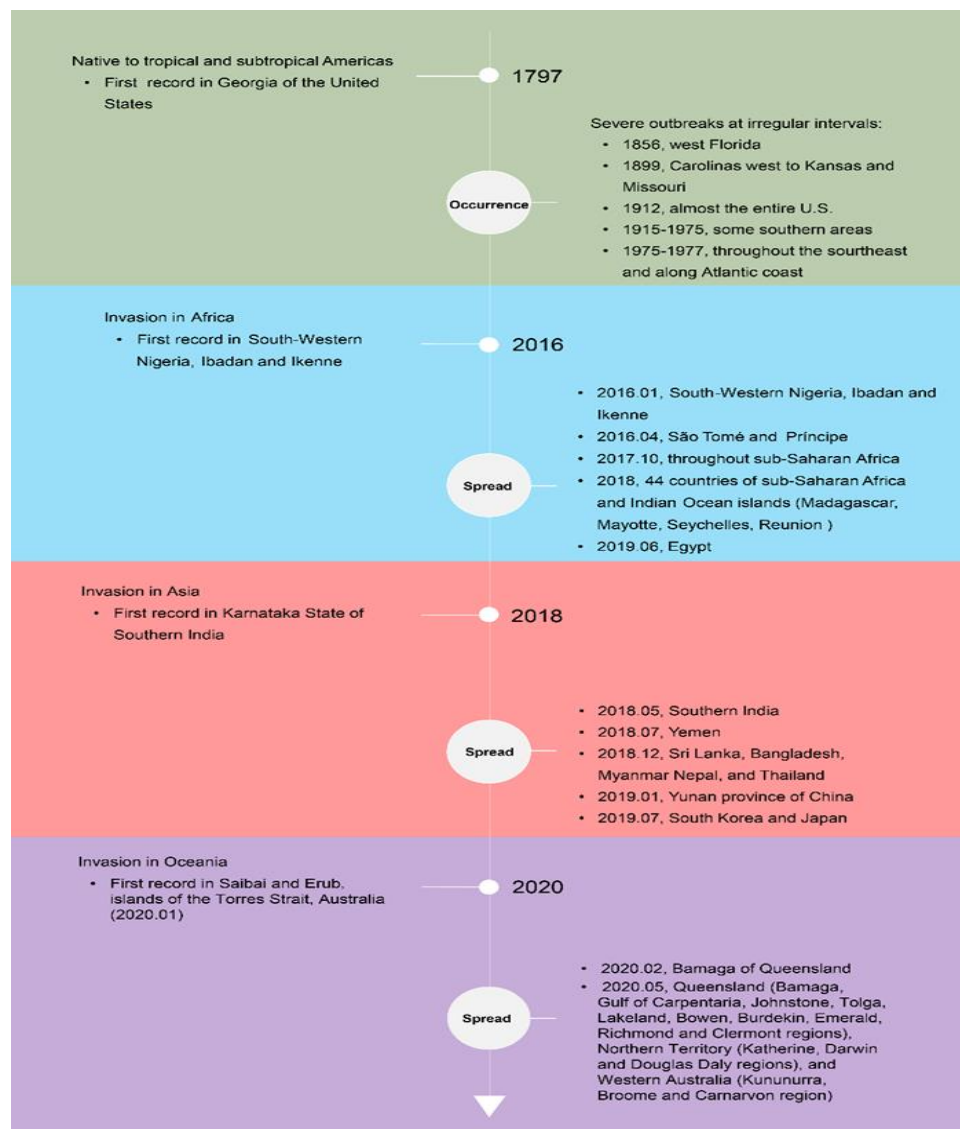 Native to tropical and subtropical Americas
• First record in Georgia of the United
States
1797
Severe outbreaks at irregular intervals:
• 1856, west Florida
• 1899, Carolinas west to Kansas and
Missouri
• 1912, almost the entire U.S.
• 1915-1975, some southern areas
• 1975-1977, throughout the sourtheast
and along Atlantic coast
Occurrence
Invasion in Africa
• First record in South-Western
Nigeria, Ibadan and Ikenne
2016
• 2016.01, South-Western Nigeria, Ibadan and
Ikenne
• 2016.04, São Tomé and Príncipe
• 2017.10, throughout sub-Saharan Africa
• 2018, 44 countries of sub-Saharan Africa
and Indian Ocean islands (Madagascar,
Mayotte, Seychelles, Reunion )
• 2019.06, Egypt
Spread
Invasion in Asia
• First record in Karnataka State of
Southern India
2018
• 2018.05, Southern India
• 2018.07, Yemen
• 2018.12, Sri Lanka, Bangladesh,
Myanmar Nepal, and Thailand
• 2019.01, Yunan province of China
• 2019.07, South Korea and Japan
Spread
Invasion in Oceania
• First record in Saibai and Erub,
islands of the Torres Strait, Australia
(2020.01)
2020
• 2020.02, Bamaga of Queensland
• 2020.05, Queensland (Bamaga,
Gulf of Carpentaria, Johnstone, Tolga,
Lakeland, Bowen, Burdekin, Emerald,
Richmond and Clermont regions),
Northern Territory (Katherine, Darwin
and Douglas Daly regions), and
Western Australia (Kununurra,
Broome and Carnarvon region)
Spread